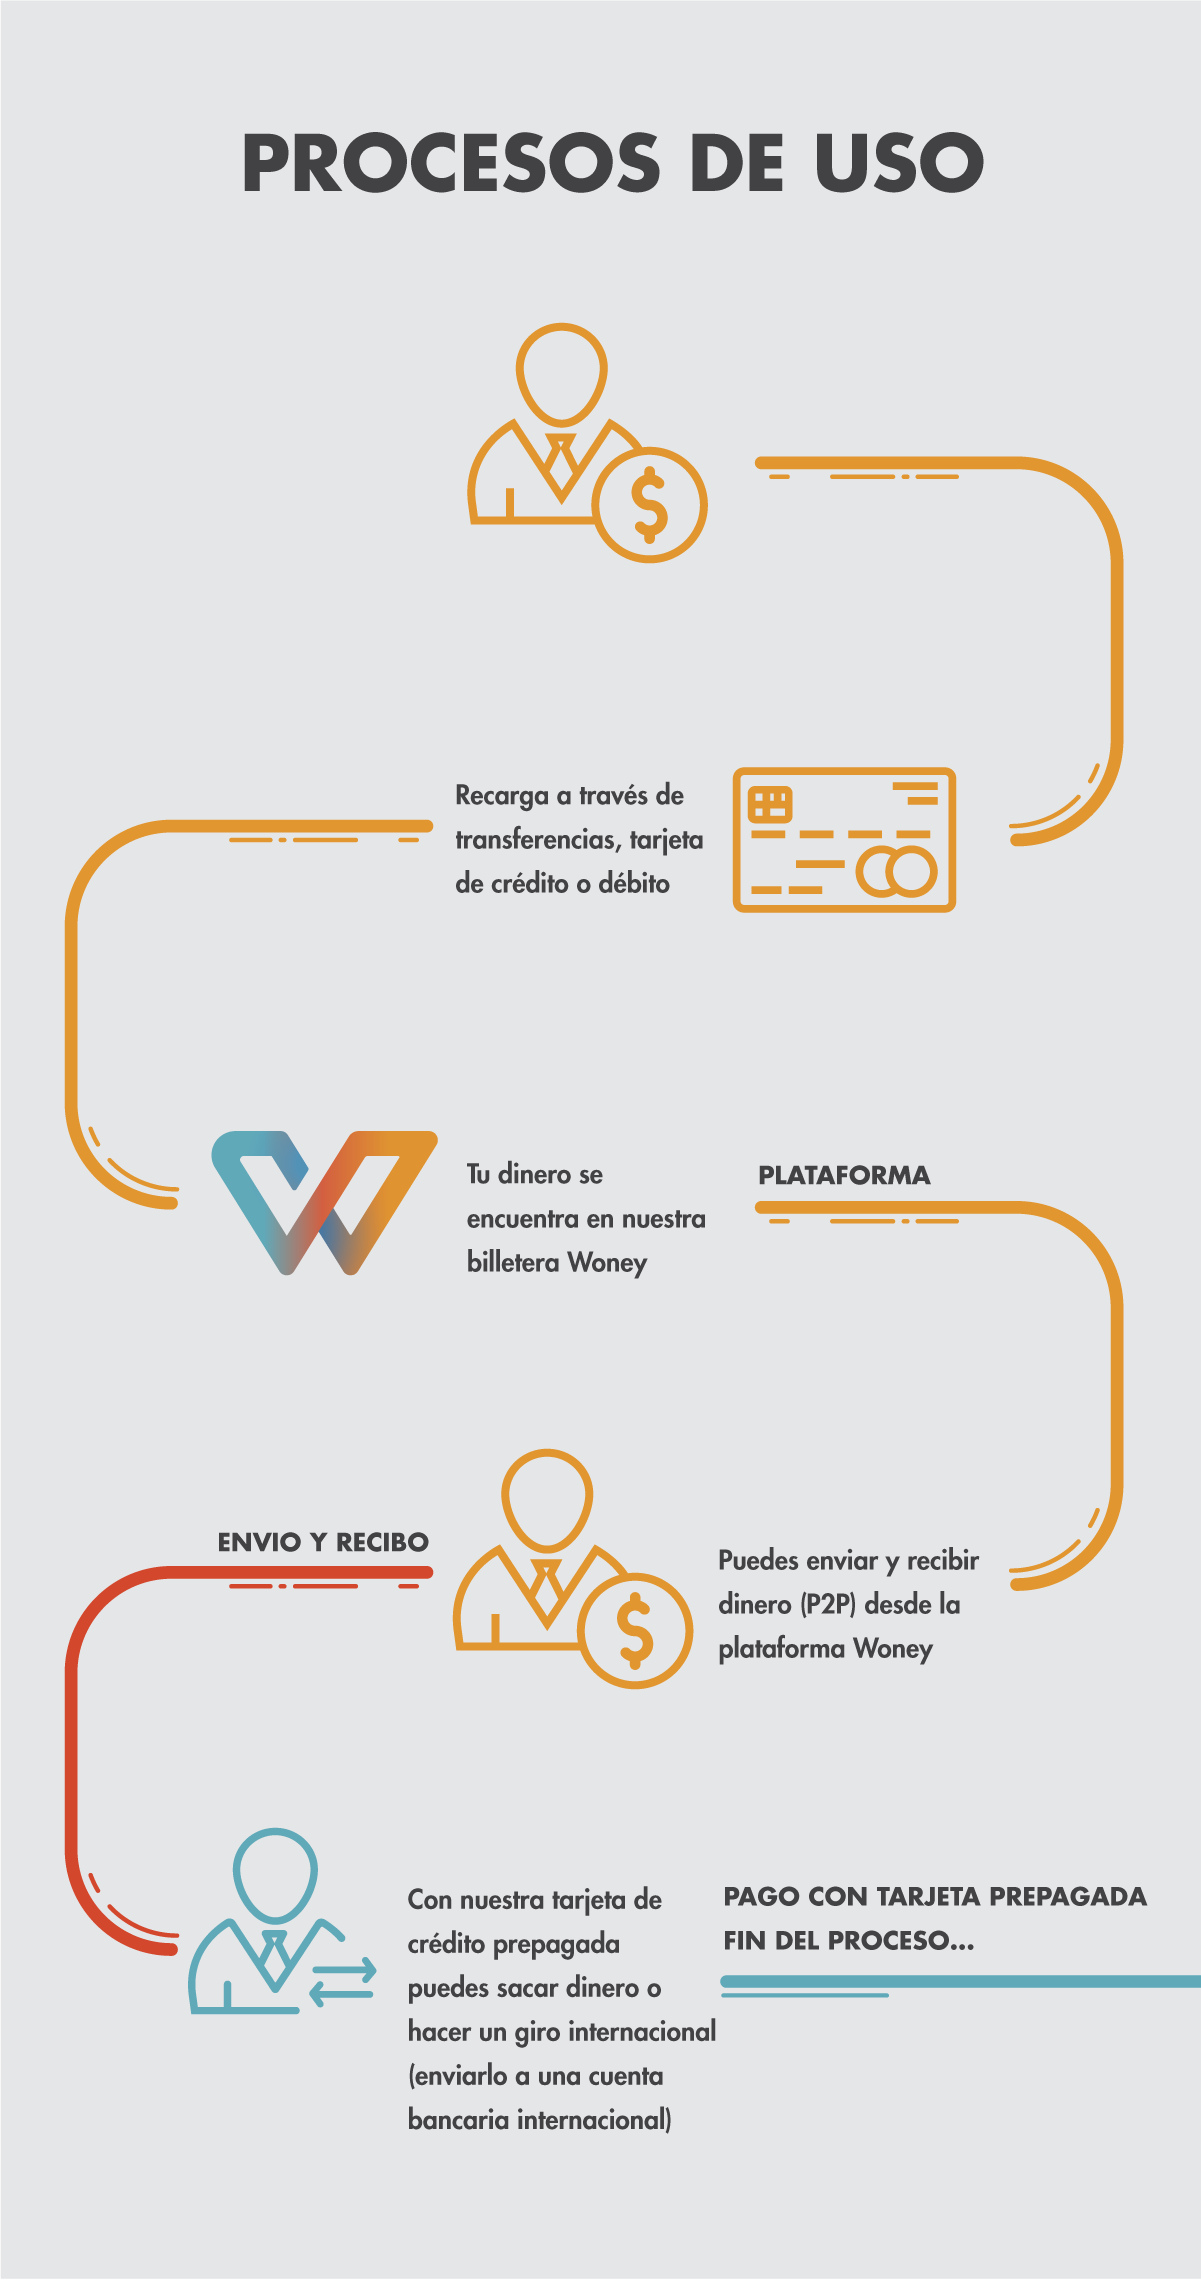 PROCESOS DE USO
$
Recarga a través de
transferencias, tarjeta
de crédito o débito
Tu dinero se
encuentra en nuestra
billetera Woney
PLATAFORMA
ENVIO Y RECIBO
$
Puedes enviar y recibir
dinero (P2P) desde la
plataforma Woney
Con nuestra tarjeta de
crédito prepagada
puedes sacar dinero o
hacer un giro internacional
(enviarlo a una cuenta
bancaria internacional)
PAGO CON TARJETA PREPAGADA
FIN DEL PROCESO...